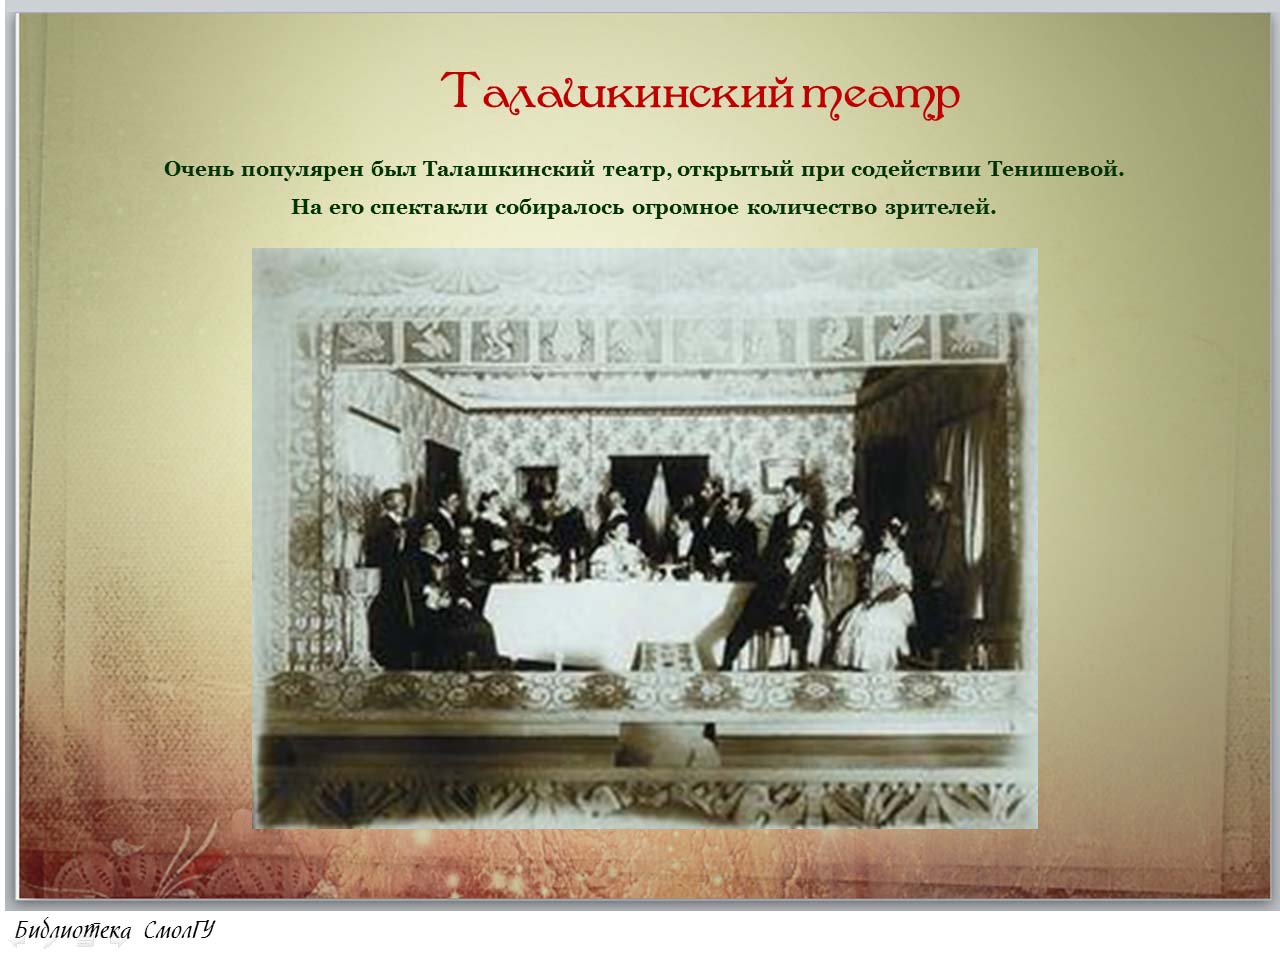 Талашкинский театр
Очень популярен был Талашкинский театр, открытый при содействии Тенишевой.
На его спектакли собиралось огромное количество зрителей.
Библиотека СмолГУ